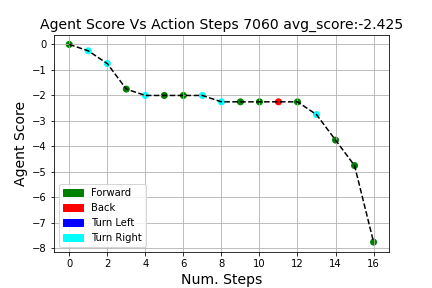 Agent Score Vs Action Steps 7060 avg_score:-2.425
Agent Score
0
−1
−2
−3
−4
−5
−6
−7
−8
Forward
Back
Turn Left
Turn Right
0 2 4 6 8 10 12 14 16
Num. Steps